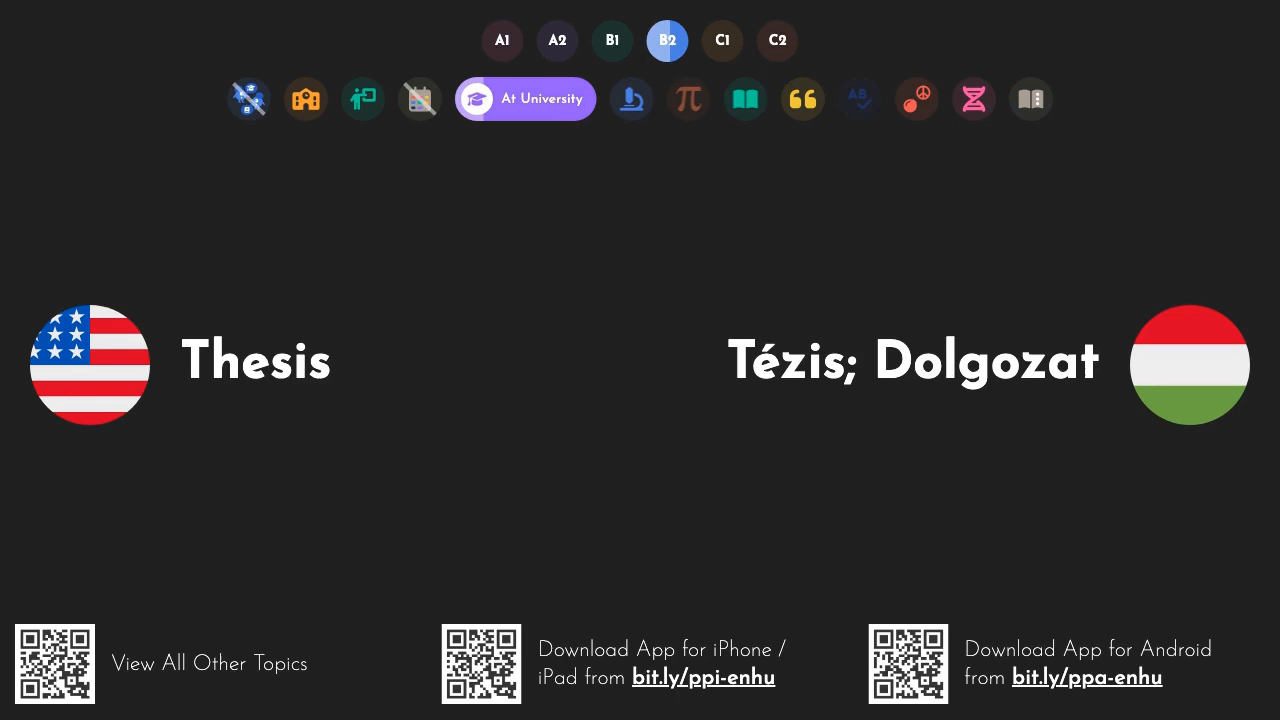 A1 A2 B1 B2 C1 C2
At University
Thesis
Tézis; Dolgozat
View All Other Topics
Download App for iPhone /
iPad from bit.ly/ppi-enhu
Download App for Android
from bit.ly/ppa-enhu